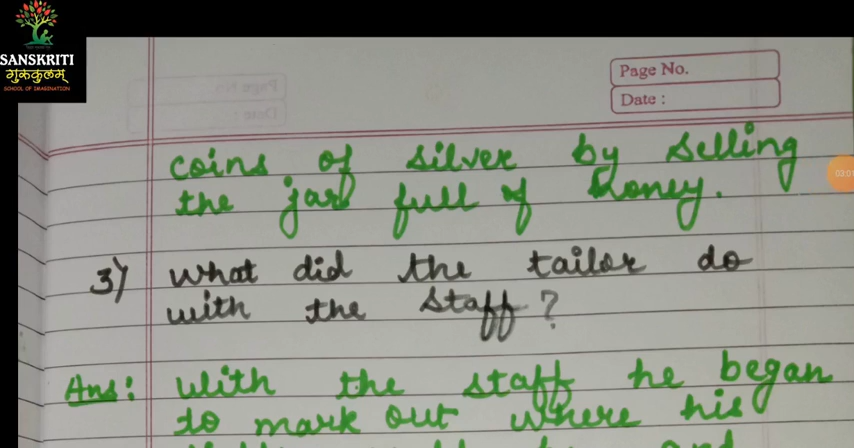 SANSKRITI
गुरुकुलम्
SCHOOL OF IMAGINATION
Page No.
Date :
coins of silver by selling
the jar full of honey.
03:01
3) what did the tailor do
with the staff?
Ans: with the staff he began
to mark out where his